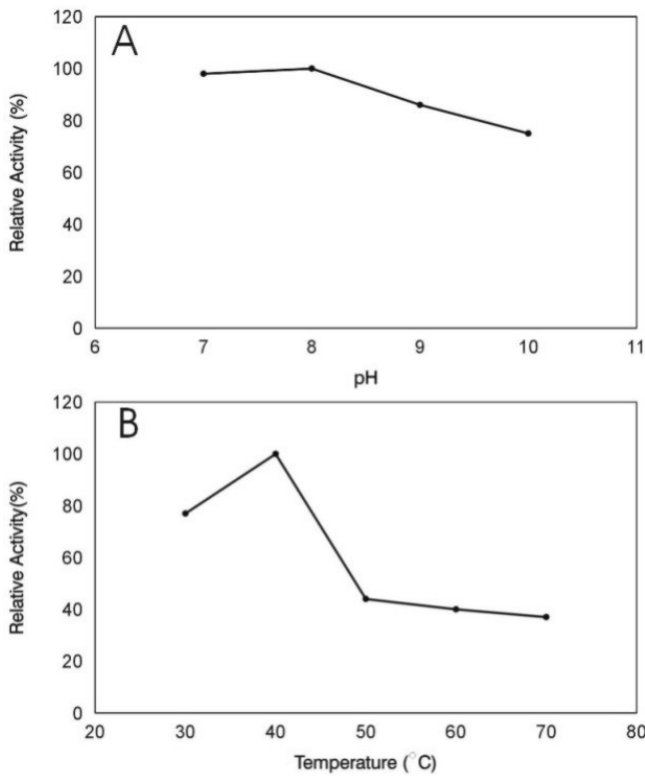 A
Relative Activity (%)
120
100
80
60
40
20
0
6 7 8 9 10 11
pH
B
Relative Activity(%)
120
100
80
60
40
20
0
20 30 40 50 60 70 80
Temperature (°C)